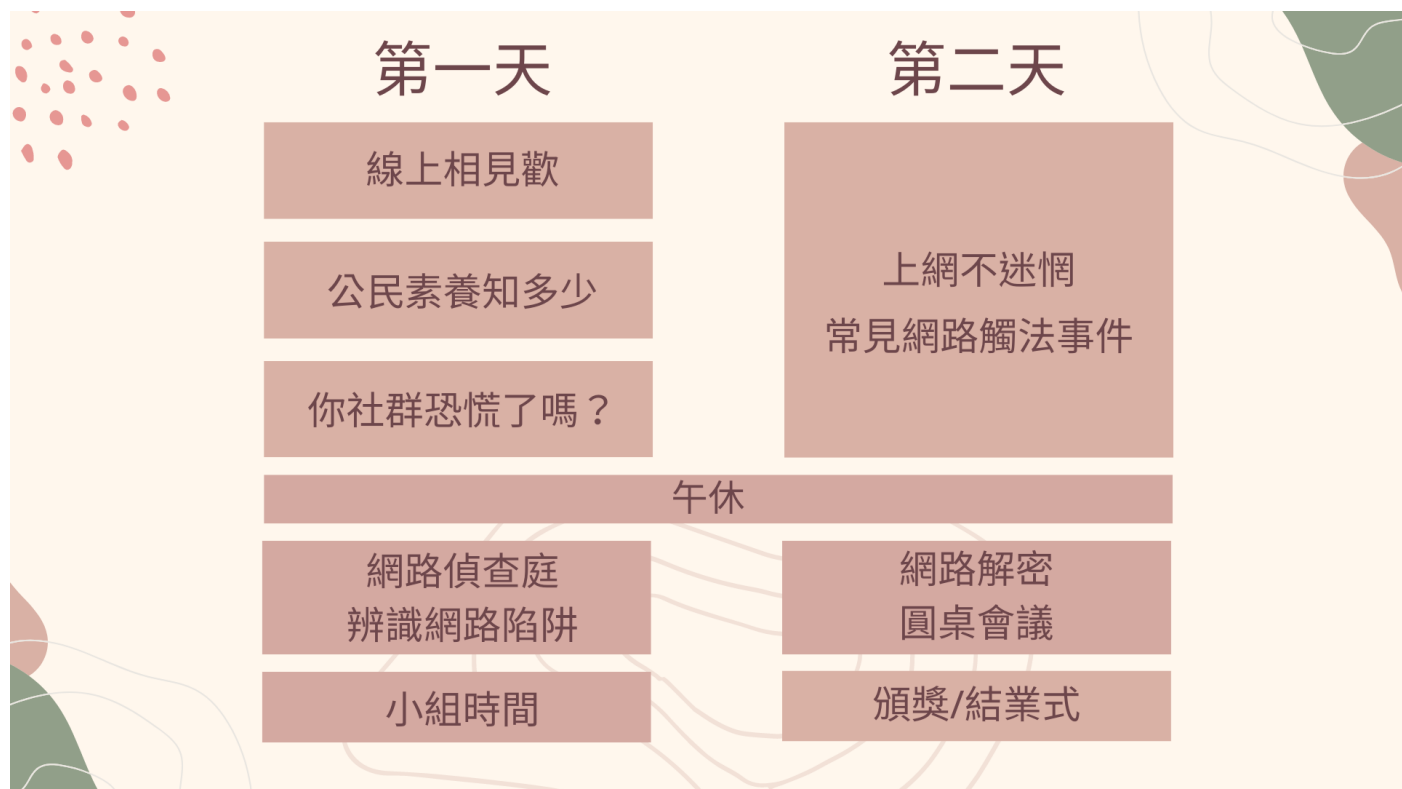 第一天
線上相見歡
公民素養知多少
你社群恐慌了嗎？
第二天
上網不迷惘
常見網路觸法事件
午休
網路偵查庭
辨識網路陷阱
小組時間
網路解密
圓桌會議
頒獎/結業式